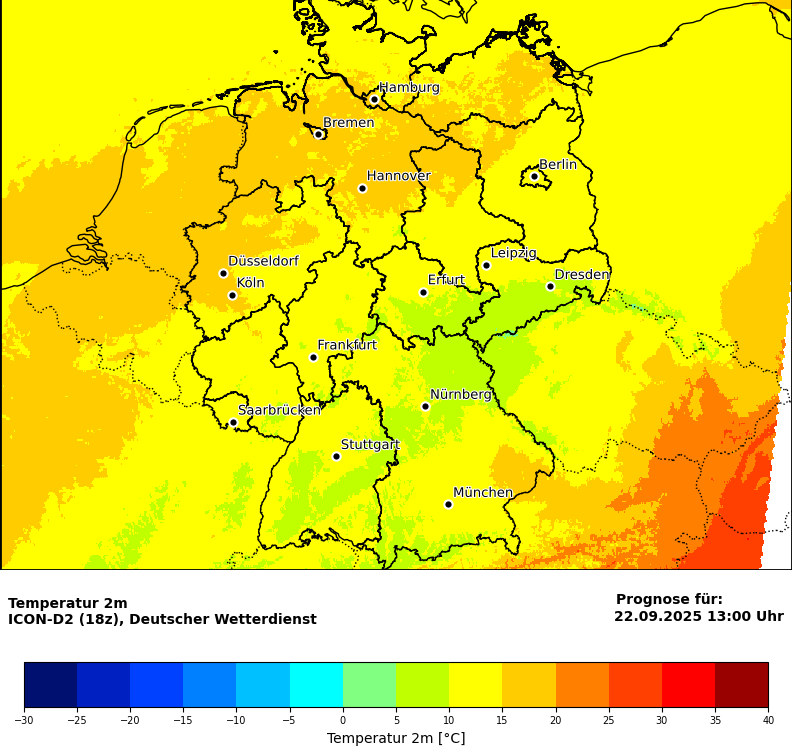 Hamburg
Bremen
Berlin
Hannover
Leipzig
Düsseldorf
Dresden
Köln
Erfurt
Frankfurt
Nürnberg
Saarbrücken
Stuttgart
München
Temperatur 2m
ICON-D2 (18z), Deutscher Wetterdienst
Prognose für:
22.09.2025 13:00 Uhr
−30 −25 −20 −15 −10 −5 0 5 10 15 20 25 30 35 40
Temperatur 2m [°C]